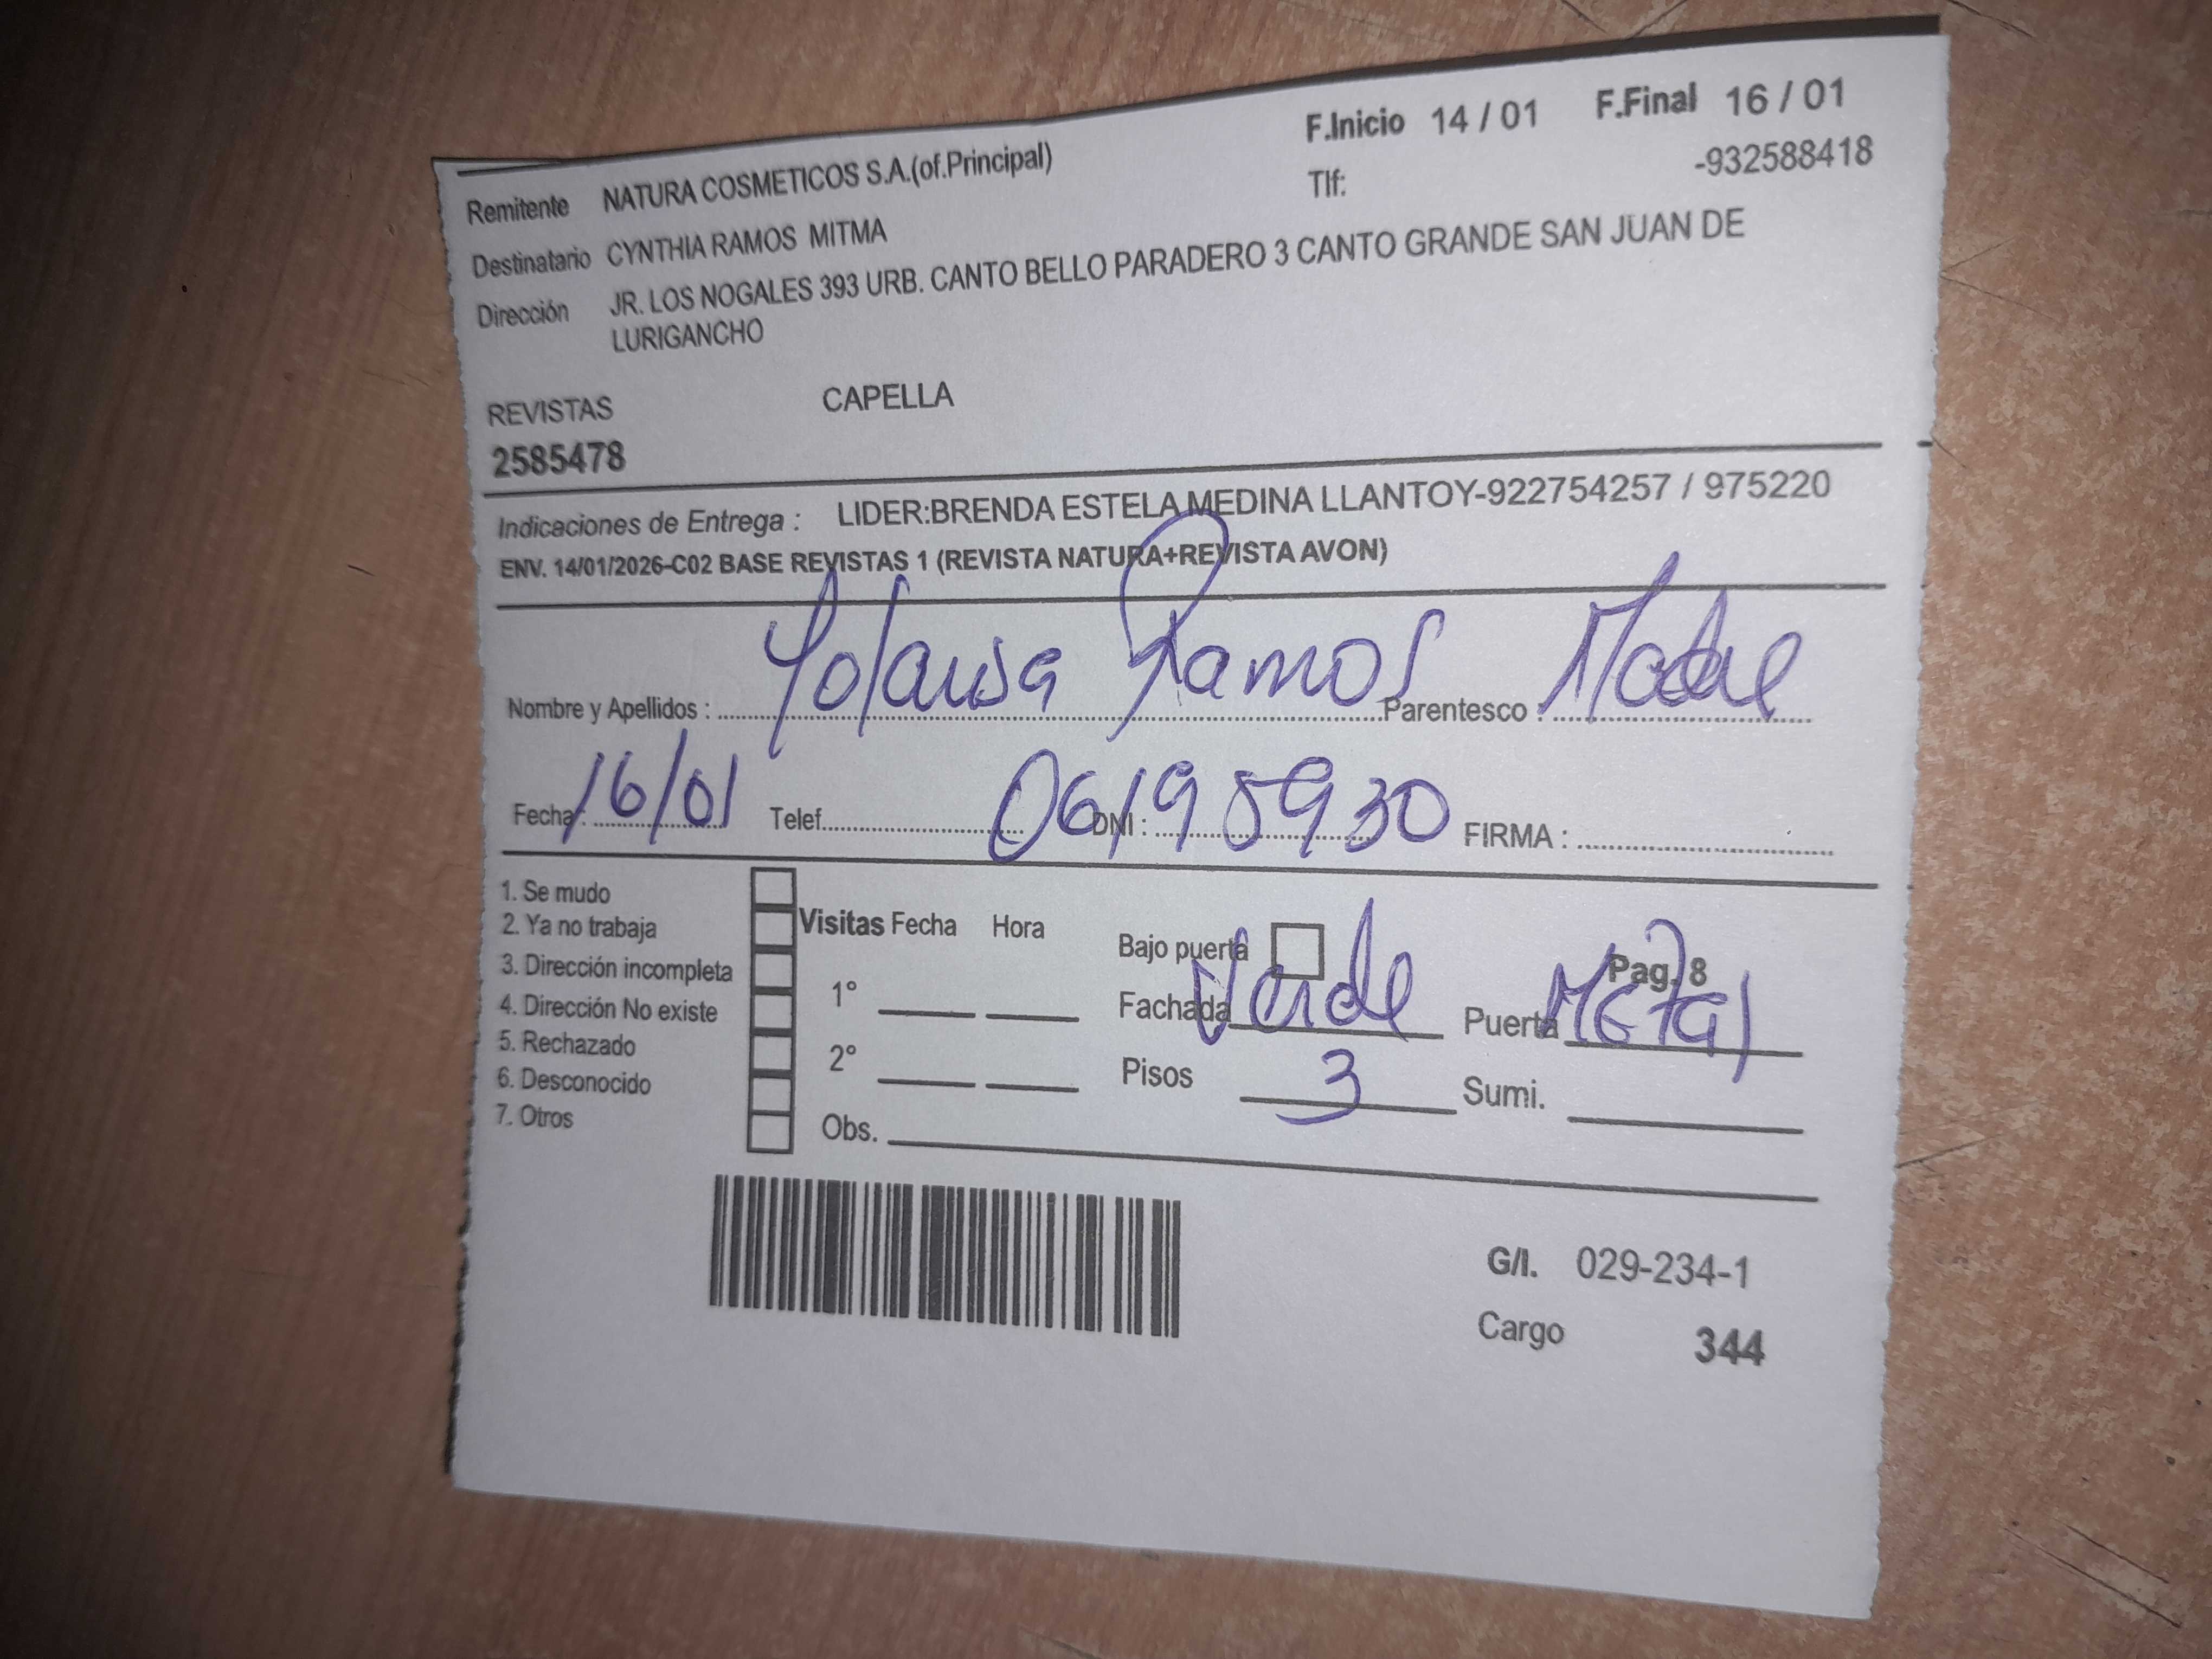 F.Inicio 14 / 01 F.Final 16 / 01
Remitente NATURA COSMETICOS S.A.(of.Principal) Tlf: -932588418
Destinatario CYNTHIA RAMOS MITMA
Dirección JR. LOS NOGALES 393 URB. CANTO BELLO PARADERO 3 CANTO GRANDE SAN JUAN DE
LURIGANCHO
REVISTAS CAPELLA
2585478
Indicaciones de Entrega : LIDER:BRENDA ESTELA MEDINA LLANTOY-922754257 / 975220
ENV. 14/01/2026-C02 BASE REVISTAS 1 (REVISTA NATURA+REVISTA AVON)
Nombre y Apellidos : Ramos Parentesco : Madre
Fecha : 16/01 Telef. DNI : 06195930 FIRMA :
1. Se mudo
2. Ya no trabaja Visitas Fecha Hora Bajo puerta
3. Dirección incompleta Pag. 8
4. Dirección No existe 1° Fachada Verde Puerta Metal
5. Rechazado
6. Desconocido 2° Pisos 3 Sumi.
7. Otros Obs.
G/I. 029-234-1
Cargo 344